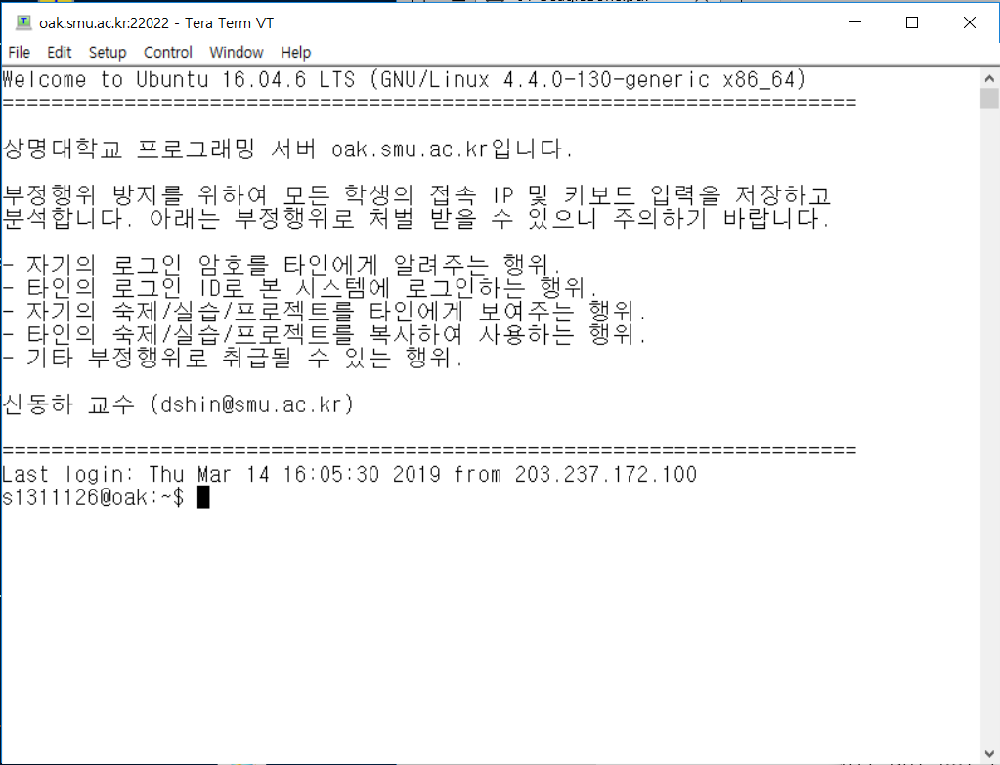 oak.smu.ac.kr:22022 - Tera Term VT
File Edit Setup Control Window Help
Welcome to Ubuntu 16.04.6 LTS (GNU/Linux 4.4.0-130-generic x86_64)
======================================================================
상명대학교 프로그래밍 서버 oak.smu.ac.kr입니다.
부정행위 방지를 위하여 모든 학생의 접속 IP 및 키보드 입력을 저장하고
분석합니다. 아래는 부정행위로 처벌 받을 수 있으니 주의하기 바랍니다.
- 자기의 로그인 암호를 타인에게 알려주는 행위.
- 타인의 로그인 ID로 본 시스템에 로그인하는 행위.
- 자기의 숙제/실습/프로젝트를 타인에게 보여주는 행위.
- 타인의 숙제/실습/프로젝트를 복사하여 사용하는 행위.
- 기타 부정행위로 취급될 수 있는 행위.
신동하 교수 (dshin@smu.ac.kr)
======================================================================
Last login: Thu Mar 14 16:05:30 2019 from 203.237.172.100
s1311126@oak:~$